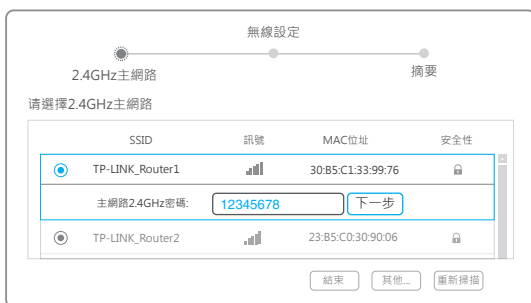 無線設定
2.4GHz主網路
摘要
请選擇2.4GHz主網路
SSID 訊號 MAC位址 安全性
TP-LINK_Router1 30:B5:C1:33:99:76
主網路2.4GHz密碼: 12345678 下一步
TP-LINK_Router2 23:B5:C0:30:90:06
結束 其他... 重新掃描